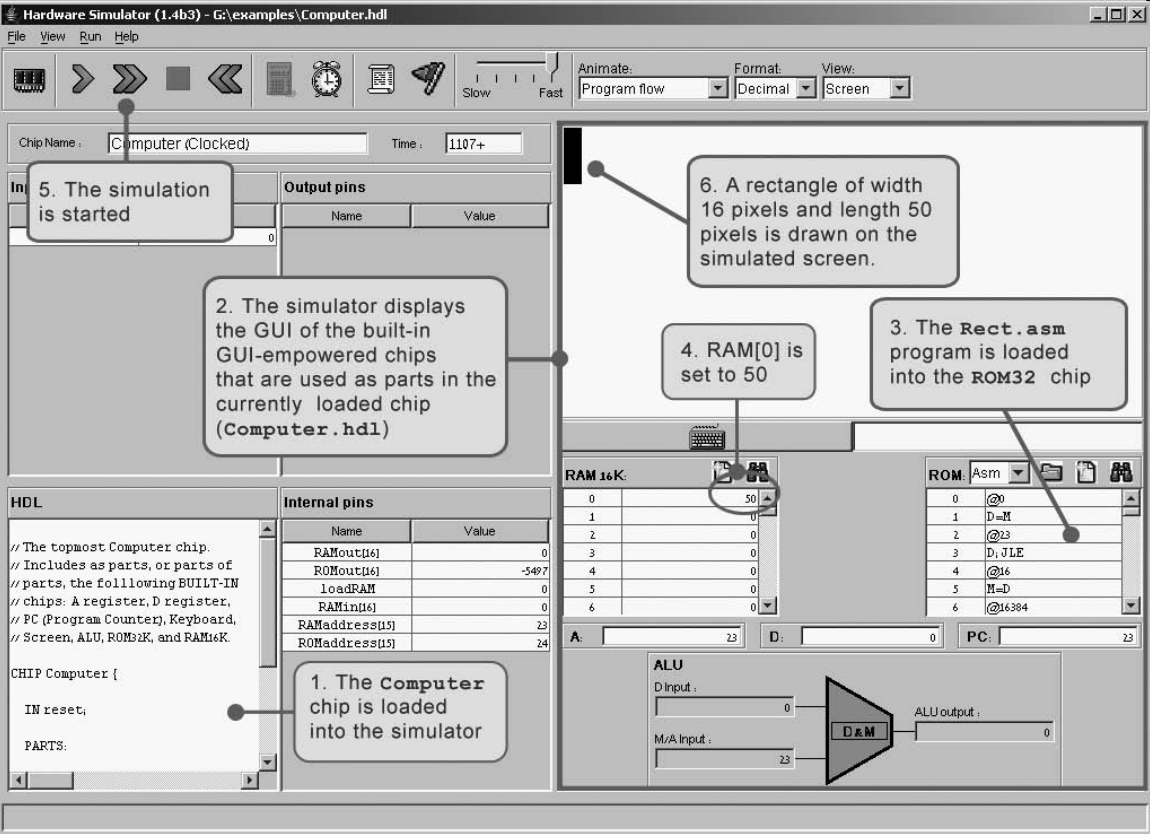 Hardware Simulator (1.4b3) - G:\examples\Computer.hdl
File View Run Help
Slow Fast
Animate:
Program flow
Format:
Decimal
View:
Screen
Chip Name :
Computer (Clocked)
Time :
1107+
5. The simulation
is started
0
Output pins
Name Value
2. The simulator displays
the GUI of the built-in
GUI-empowered chips
that are used as parts in the
currently loaded chip
(Computer.hdl)
6. A rectangle of width
16 pixels and length 50
pixels is drawn on the
simulated screen.
4. RAM[0] is
set to 50
3. The Rect.asm
program is loaded
into the ROM32 chip
HDL
// The topmost Computer chip.
// Includes as parts, or parts of
// parts, the folllowing BUILT-IN
// chips: A register, D register,
// PC (Program Counter), Keyboard,
// Screen, ALU, ROM32K, and RAM16K.
CHIP Computer {
IN reset;
PARTS:
1. The Computer
chip is loaded
into the simulator
Internal pins
Name Value
RAMout[16] 0
ROMout[16] -5497
loadRAM 0
RAMin[16] 0
RAMaddress[15] 23
ROMaddress[15] 24
RAM 16K:
0 50
1 0
2 0
3 0
4 0
5 0
6 0
ROM: Asm
0 @0
1 D=M
2 @23
3 D;JLE
4 @16
5 M=D
6 @16384
A: 23
D: 0
PC: 23
ALU
D Input :
0
M/A Input :
23
D&M
ALU output :
0